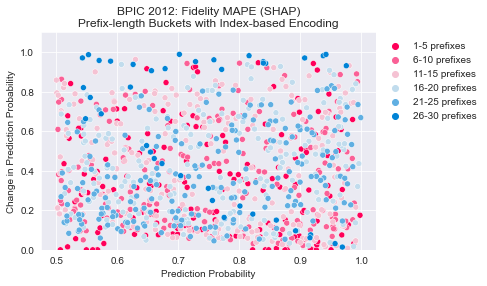 BPIC 2012: Fidelity MAPE (SHAP)
Prefix-length Buckets with Index-based Encoding
Change in Prediction Probability
1.0
0.8
0.6
0.4
0.2
0.0
0.5
0.6
0.7
0.8
0.9
1.0
Prediction Probability
1-5 prefixes
6-10 prefixes
11-15 prefixes
16-20 prefixes
21-25 prefixes
26-30 prefixes